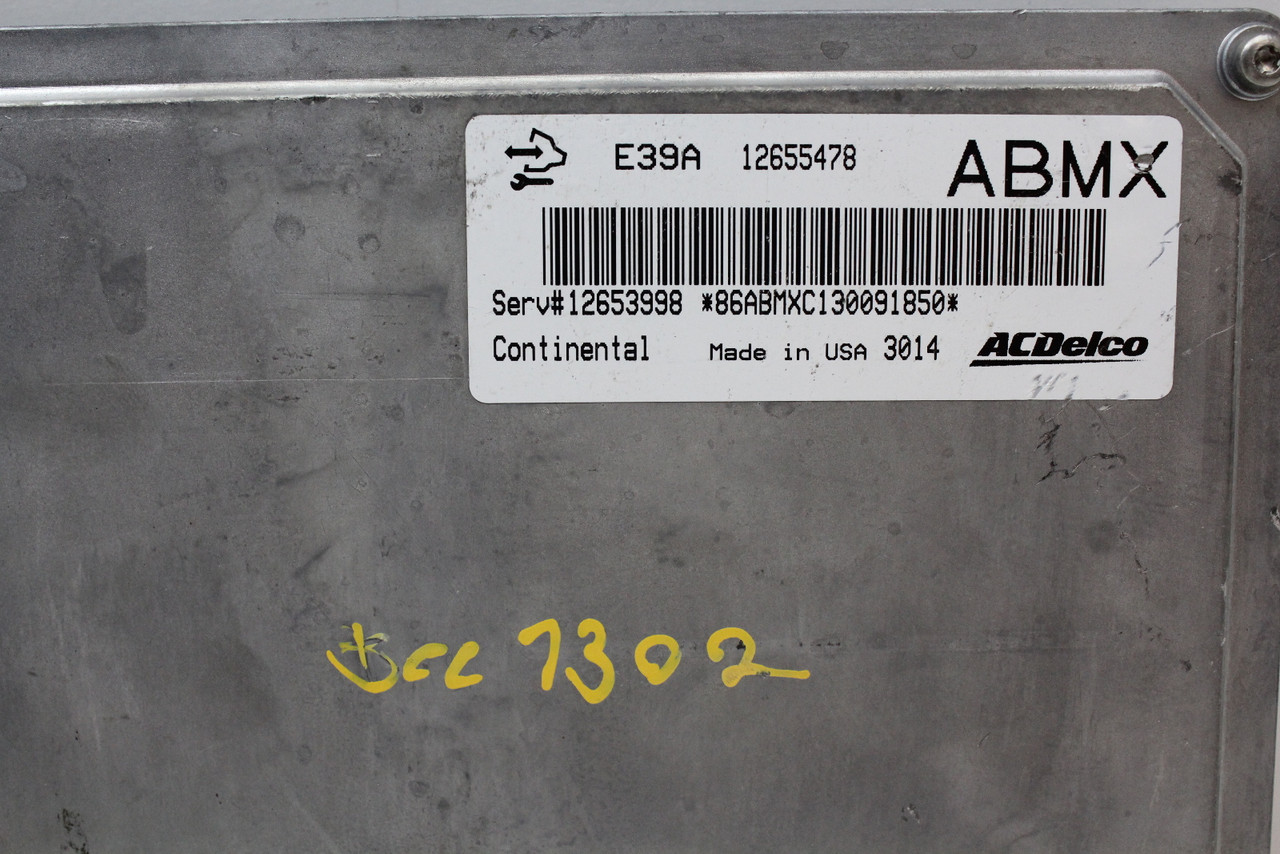 E39A 12655478 ABMX
Serv#12653998 *86ABMXC130091850*
Continental Made in USA 3014 ACDelco
1302